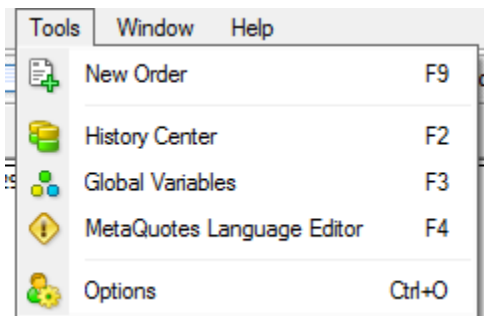 Tools Window Help
New Order F9
History Center F2
Global Variables F3
MetaQuotes Language Editor F4
Options Ctrl+O